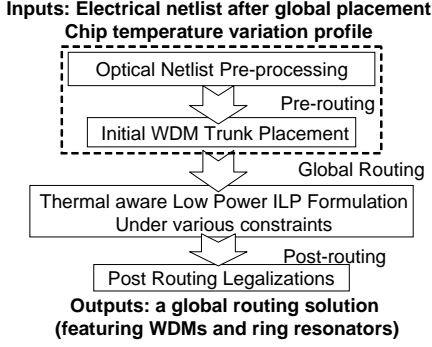 Inputs: Electrical netlist after global placement
Chip temperature variation profile
Optical Netlist Pre-processing
Pre-routing
Initial WDM Trunk Placement
Global Routing
Thermal aware Low Power ILP Formulation
Under various constraints
Post-routing
Post Routing Legalizations
Outputs: a global routing solution
(featuring WDMs and ring resonators)